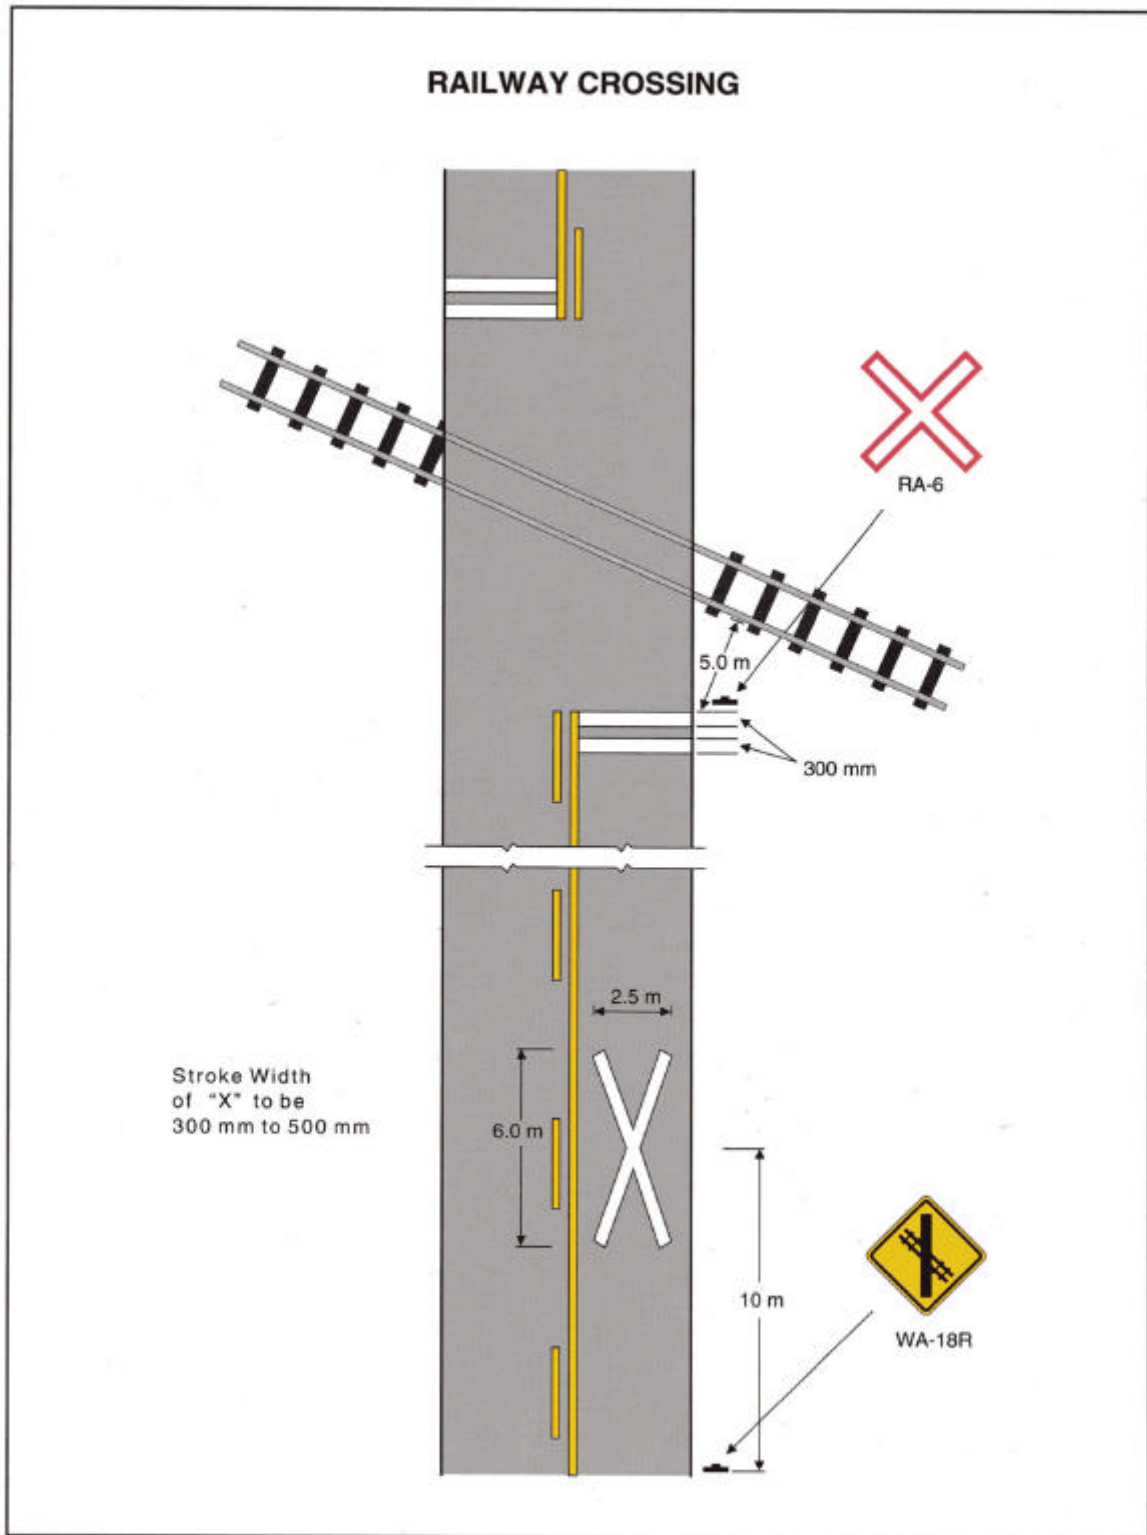 RAILWAY CROSSING
RA-6
5.0 m
300 mm
2.5 m
Stroke Width
of "X" to be
300 mm to 500 mm
6.0 m
10 m
WA-18R